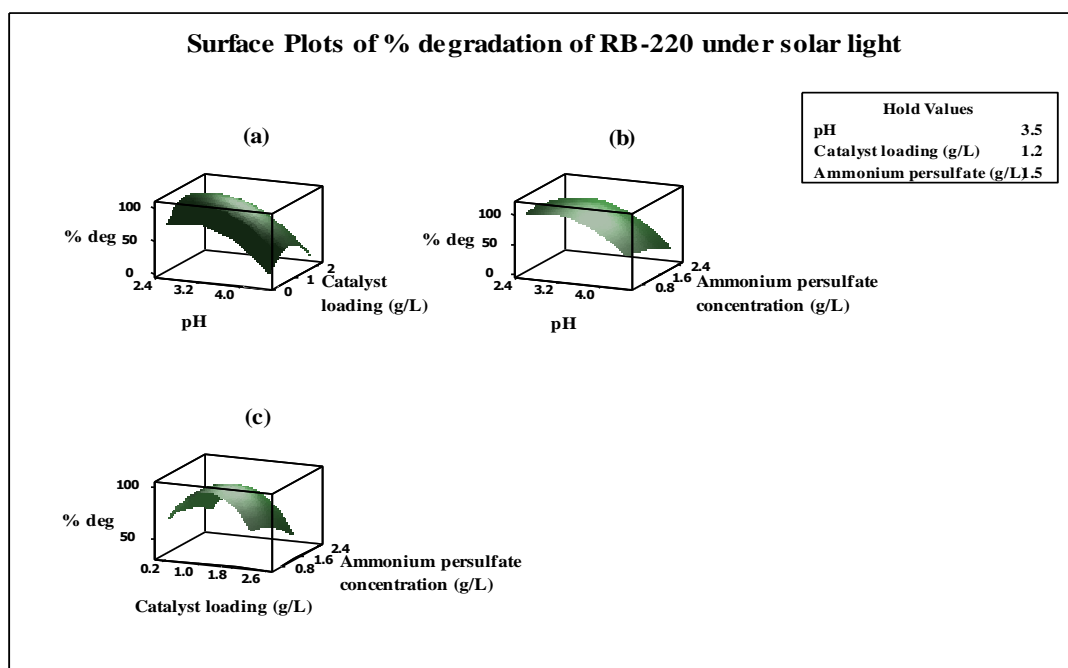 Surface Plots of % degradation of RB-220 under solar light
Hold Values
pH 3.5
Catalyst loading (g/L) 1.2
Ammonium persulfate (g/L) 1.5
(a)
100
% deg 50
0
2.4 3.2 4.0
0 1 2
Catalyst
loading (g/L)
pH
(b)
100
% deg 50
0
2.4 3.2 4.0
0.8 1.6 2.4
Ammonium persulfate
concentration (g/L)
pH
(c)
100
% deg
50
0.2 1.0 1.8 2.6
0.8 1.6 2.4
Ammonium persulfate
concentration (g/L)
Catalyst loading (g/L)